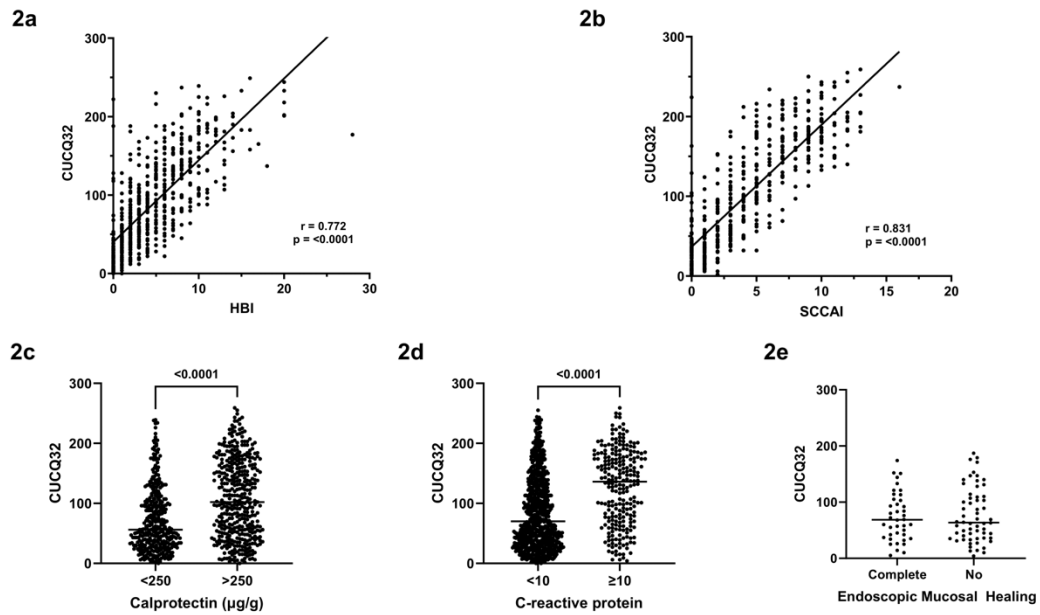 2a
300
200
100
0
CUCQ32
0
10
20
30
HBI
r = 0.772
p = <0.0001
2b
300
200
100
0
CUCQ32
0
5
10
15
20
SCCAI
r = 0.831
p = <0.0001
2c
<0.0001
300
200
100
0
CUCQ32
<250
>250
Calprotectin (µg/g)
2d
<0.0001
300
200
100
0
CUCQ32
<10
≥10
C-reactive protein
2e
300
200
100
0
CUCQ32
Complete
No
Endoscopic Mucosal Healing